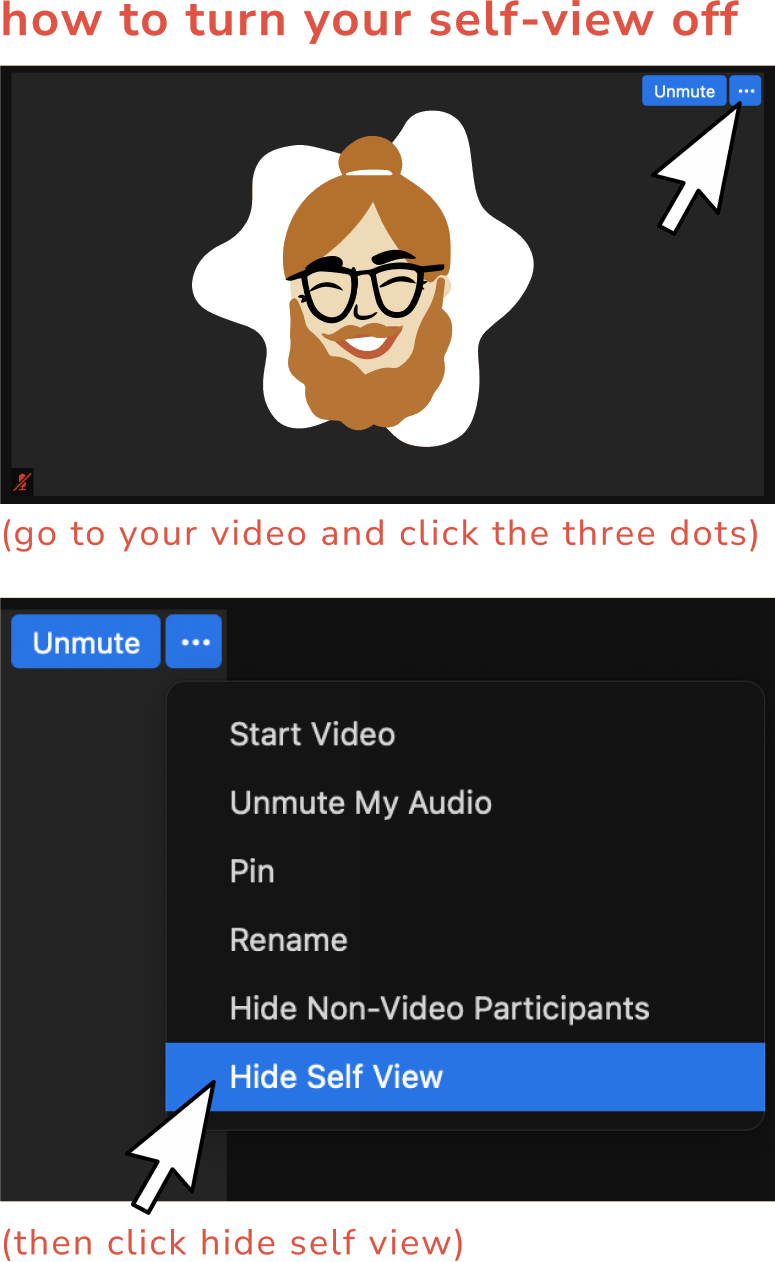 how to turn your self-view off
Unmute ...
(go to your video and click the three dots)
Unmute ...
Start Video
Unmute My Audio
Pin
Rename
Hide Non-Video Participants
Hide Self View
(then click hide self view)